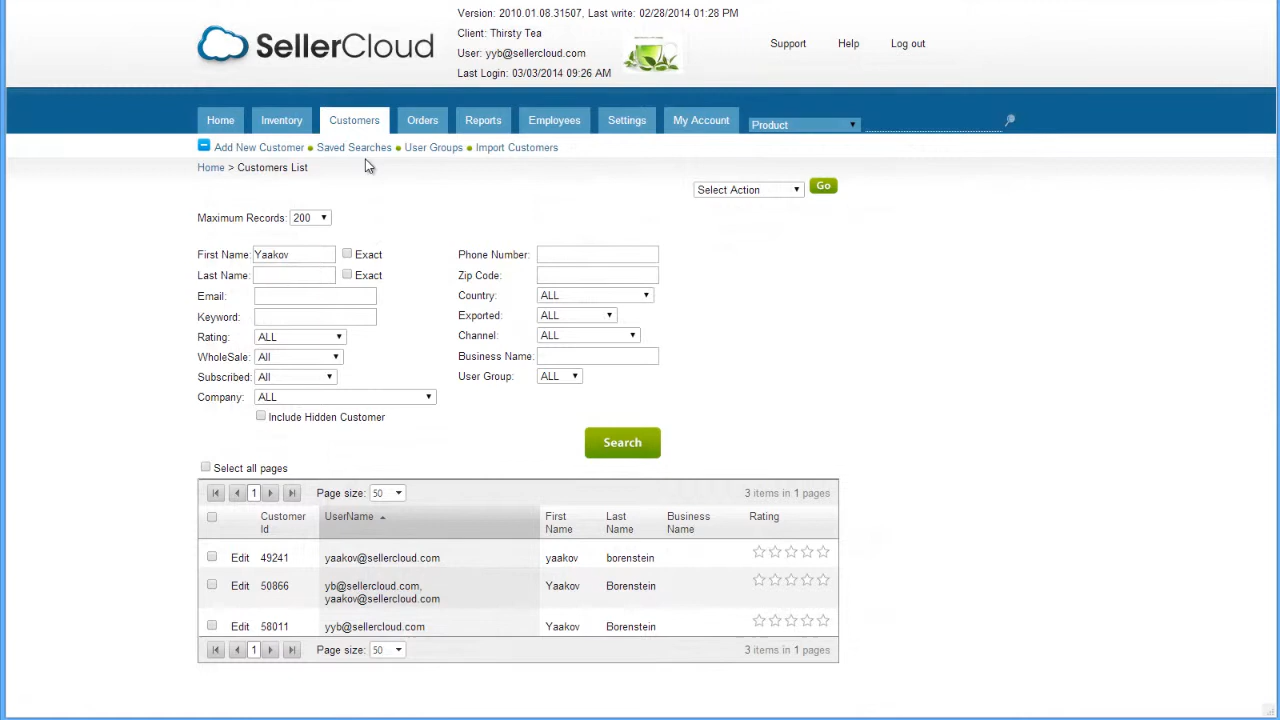 Version: 2010.01.08.31507, Last write: 02/28/2014 01:28 PM
Client: Thirsty Tea
User: yyb@sellercloud.com
Last Login: 03/03/2014 09:26 AM
SellerCloud
Support Help Log out
Home Inventory Customers Orders Reports Employees Settings My Account Product
Add New Customer Saved Searches User Groups Import Customers
Home > Customers List
Select Action Go
Maximum Records: 200
First Name: Yaakov Exact Phone Number:
Last Name: Exact Zip Code:
Email: Country: ALL
Keyword: Exported: ALL
Rating: ALL Channel: ALL
WholeSale: All Business Name:
Subscribed: All User Group: ALL
Company: ALL
Include Hidden Customer
Search
Select all pages
1 Page size: 50 3 items in 1 pages
Customer Id UserName First Name Last Name Business Name Rating
Edit 49241 yaakov@sellercloud.com yaakov borenstein
Edit 50866 yb@sellercloud.com, Yaakov Borenstein
yaakov@sellercloud.com
Edit 58011 yyb@sellercloud.com Yaakov Borenstein
1 Page size: 50 3 items in 1 pages